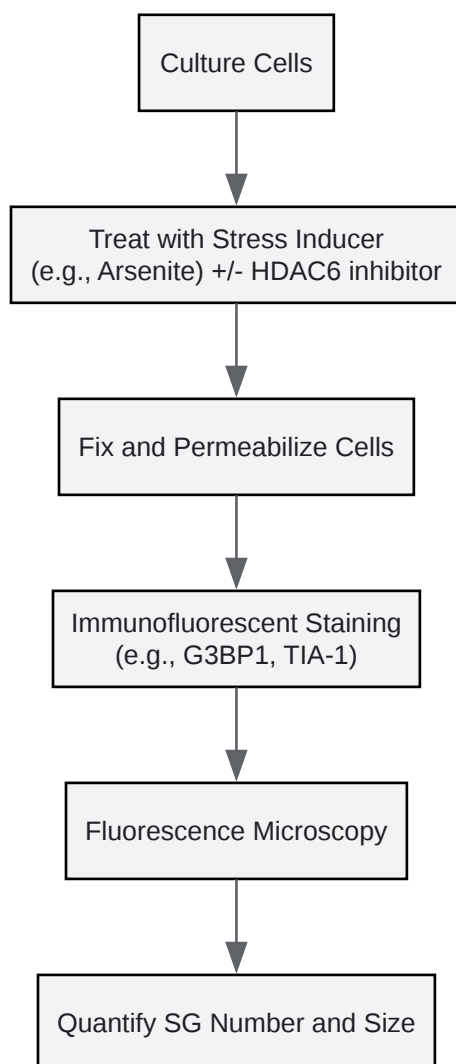 Culture Cells
Treat with Stress Inducer
(e.g., Arsenite) +/- HDAC6 inhibitor
Fix and Permeabilize Cells
Immunofluorescent Staining
(e.g., G3BP1, TIA-1)
Fluorescence Microscopy
Quantify SG Number and Size